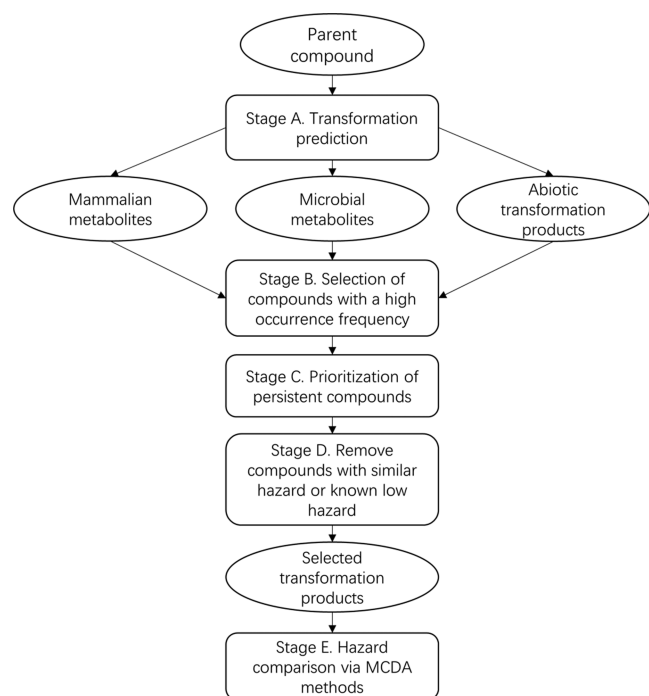 Parent
compound
Stage A. Transformation
prediction
Mammalian
metabolites
Microbial
metabolites
Abiotic
transformation
products
Stage B. Selection of
compounds with a high
occurrence frequency
Stage C. Prioritization of
persistent compounds
Stage D. Remove
compounds with similar
hazard or known low
hazard
Selected
transformation
products
Stage E. Hazard
comparison via MCDA
methods